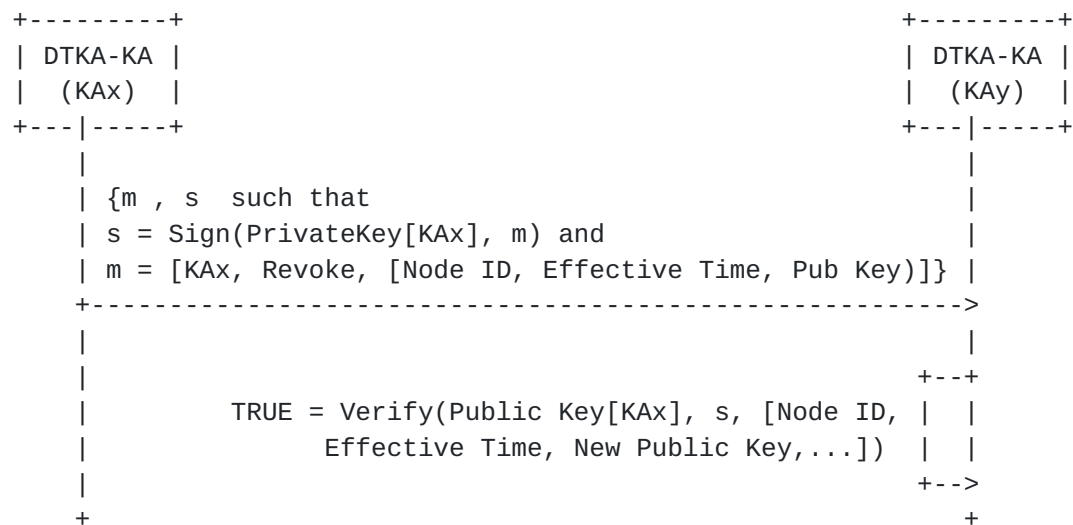 DTKA-KA DTKA-KA
(KAx) (KAy)
{m , s such that
s = Sign(PrivateKey[KAx], m) and
m = [KAx, Revoke, [Node ID, Effective Time, Pub Key)]}
TRUE = Verify(Public Key[KAx], s, [Node ID,
Effective Time, New Public Key,...])